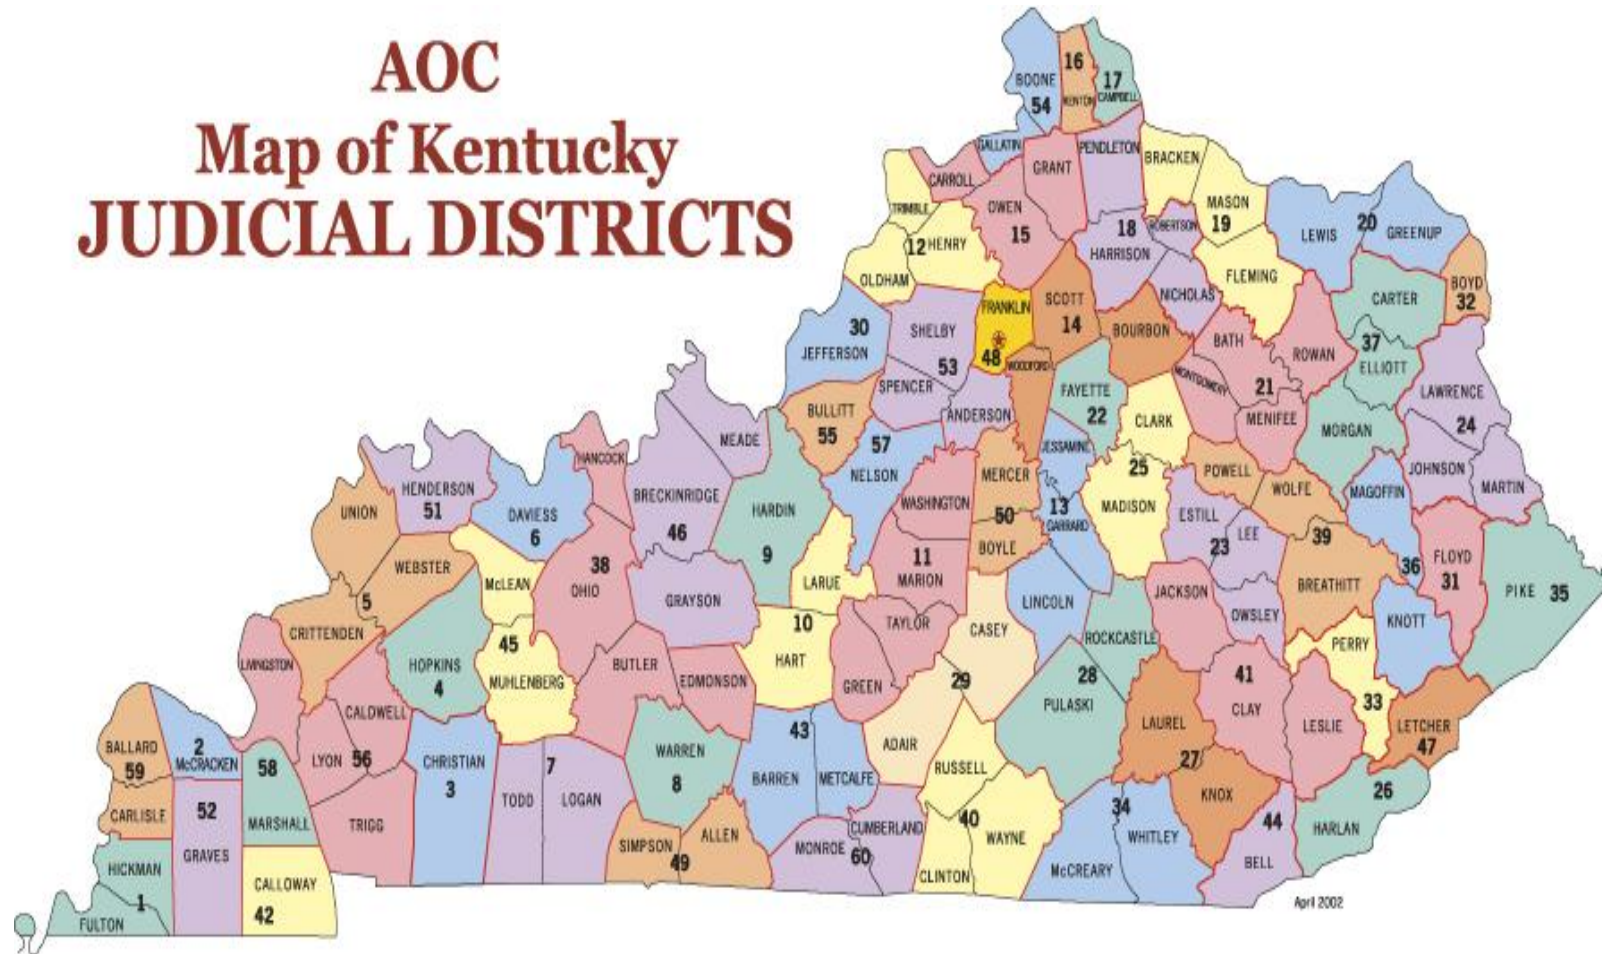 AOC
Map of Kentucky
JUDICIAL DISTRICTS
BOONE
54
16
KENTON
17
CAMPBELL
GALLATIN
CARROLL
GRANT
PENDLETON
BRACKEN
TRIMBLE
OWEN
15
MASON
19
18
ROBERTSON
HARRISON
12
HENRY
LEWIS
20
GREENUP
OLDHAM
FLEMING
NICHOLAS
CARTER
BOYD
32
FRANKLIN
48
SCOTT
14
BOURBON
30
JEFFERSON
SHELBY
53
WOODFORD
BATH
ROWAN
37
ELLIOTT
SPENCER
MONTGOMERY
21
LAWRENCE
24
FAYETTE
22
ANDERSON
BULLITT
55
CLARK
MENIFEE
MORGAN
MEADE
57
NELSON
JESSAMINE
HANCOCK
MERCER
25
POWELL
JOHNSON
MARTIN
HENDERSON
51
BRECKINRIDGE
46
WASHINGTON
MADISON
WOLFE
MAGOFFIN
UNION
DAVIESS
6
HARDIN
9
50
13
GARRARD
ESTILL
23
LEE
39
BOYLE
38
OHIO
11
MARION
36
FLOYD
31
WEBSTER
5
McLEAN
LARUE
BREATHITT
PIKE 35
GRAYSON
LINCOLN
JACKSON
OWSLEY
KNOTT
CRITTENDEN
10
HART
TAYLOR
CASEY
ROCKCASTLE
PERRY
33
45
MUHLENBERG
HOPKINS
4
LIVINGSTON
BUTLER
EDMONSON
GREEN
29
28
PULASKI
41
CLAY
LESLIE
LETCHER
47
CALDWELL
LAUREL
27
BALLARD
59
2
McCRACKEN
58
LYON
56
CHRISTIAN
3
7
WARREN
8
43
BARREN
METCALFE
ADAIR
RUSSELL
CARLISLE
52
GRAVES
MARSHALL
TRIGG
TODD
LOGAN
KNOX
34
WHITLEY
26
HARLAN
SIMPSON
49
ALLEN
MONROE
60
CUMBERLAND
40
WAYNE
44
BELL
HICKMAN
1
FULTON
CALLOWAY
42
CLINTON
McCREARY
April 2002